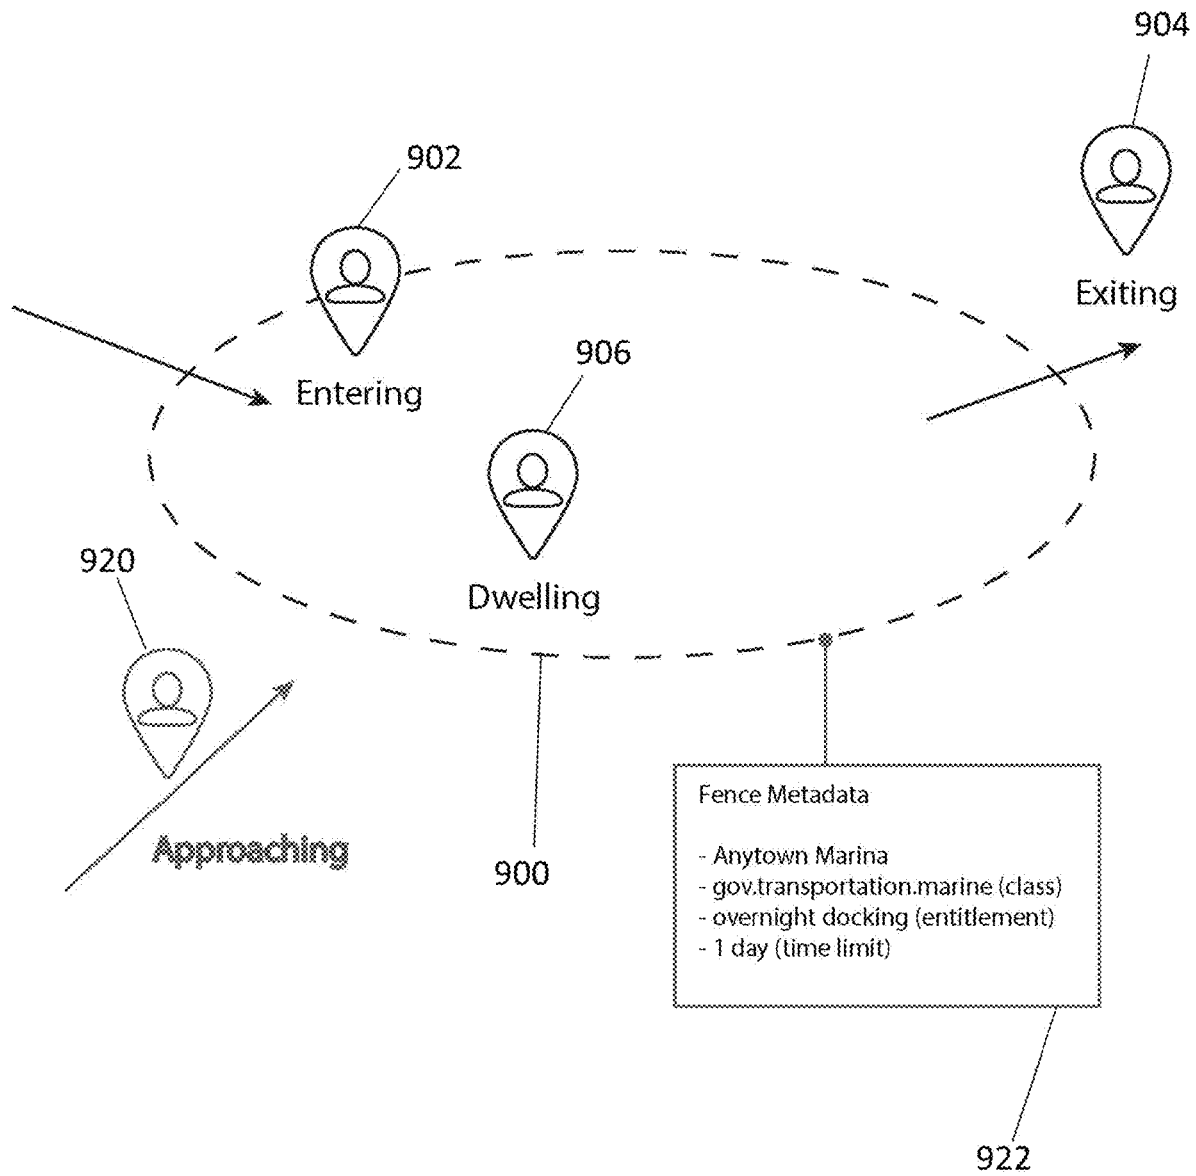 904
902
Exiting
906
Entering
920
Dwelling
Fence Metadata
Approaching
- Anytown Marina
900
- gov.transportation.marine (class)
- overnight docking (entitlement)
- 1 day (time limit)
922